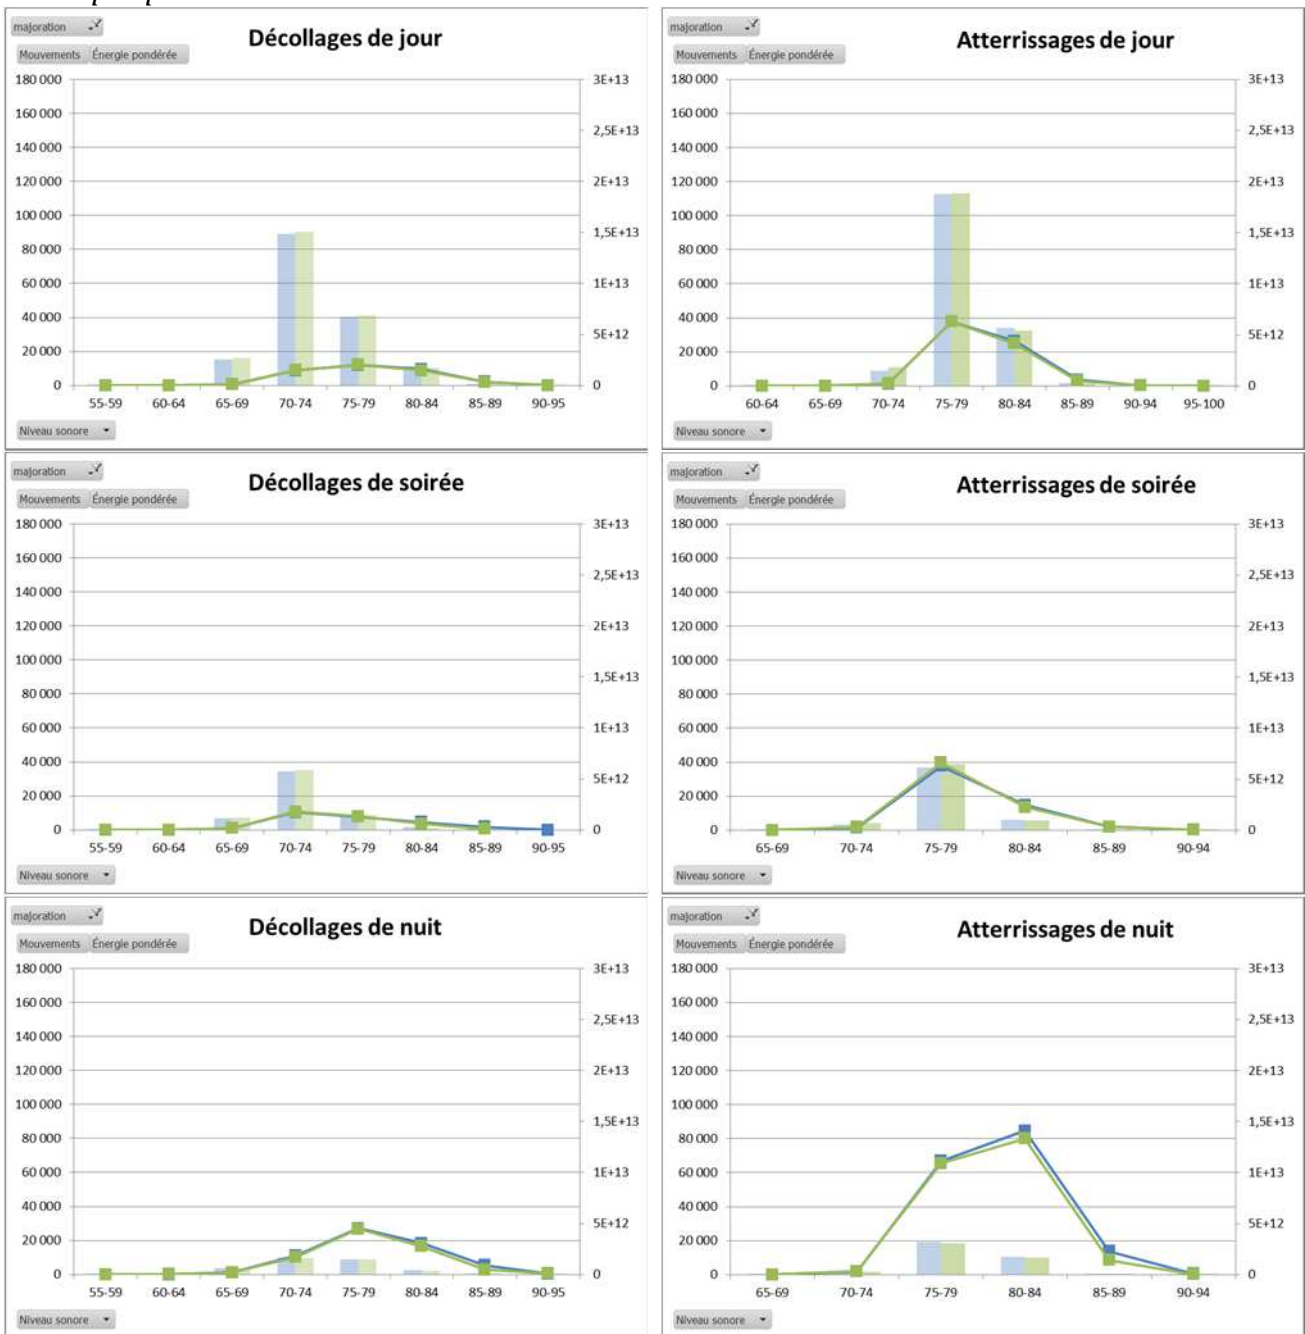 majoration
Mouvements Énergie pondérée
Décollages de jour
180 000
160 000
140 000
120 000
100 000
80 000
60 000
40 000
20 000
0
3E+13
2,5E+13
2E+13
1,5E+13
1E+13
5E+12
0
55-59 60-64 65-69 70-74 75-79 80-84 85-89 90-95
Niveau sonore
majoration
Mouvements Énergie pondérée
Atterrissages de jour
180 000
160 000
140 000
120 000
100 000
80 000
60 000
40 000
20 000
0
3E+13
2,5E+13
2E+13
1,5E+13
1E+13
5E+12
0
60-64 65-69 70-74 75-79 80-84 85-89 90-94 95-100
Niveau sonore
majoration
Mouvements Énergie pondérée
Décollages de soirée
180 000
160 000
140 000
120 000
100 000
80 000
60 000
40 000
20 000
0
3E+13
2,5E+13
2E+13
1,5E+13
1E+13
5E+12
0
55-59 60-64 65-69 70-74 75-79 80-84 85-89 90-95
Niveau sonore
majoration
Mouvements Énergie pondérée
Atterrissages de soirée
180 000
160 000
140 000
120 000
100 000
80 000
60 000
40 000
20 000
0
3E+13
2,5E+13
2E+13
1,5E+13
1E+13
5E+12
0
65-69 70-74 75-79 80-84 85-89 90-94
Niveau sonore
majoration
Mouvements Énergie pondérée
Décollages de nuit
180 000
160 000
140 000
120 000
100 000
80 000
60 000
40 000
20 000
0
3E+13
2,5E+13
2E+13
1,5E+13
1E+13
5E+12
0
55-59 60-64 65-69 70-74 75-79 80-84 85-89 90-95
Niveau sonore
majoration
Mouvements Énergie pondérée
Atterrissages de nuit
180 000
160 000
140 000
120 000
100 000
80 000
60 000
40 000
20 000
0
3E+13
2,5E+13
2E+13
1,5E+13
1E+13
5E+12
0
65-69 70-74 75-79 80-84 85-89 90-94
Niveau sonore